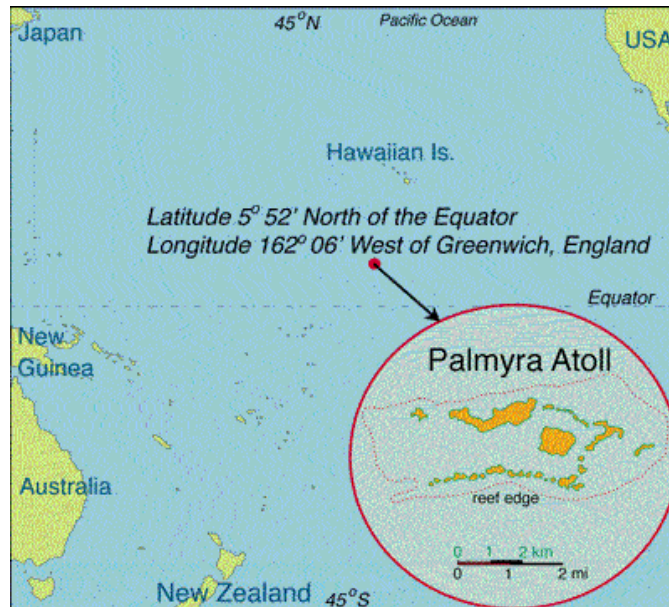 Japan
45°N
Pacific Ocean
USA
Hawaiian Is.
Latitude 5° 52' North of the Equator
Longitude 162° 06' West of Greenwich, England
Equator
New
Guinea
Palmyra Atoll
Australia
reef edge
0 1 2 km
0 1 2 mi
New Zealand
45°S